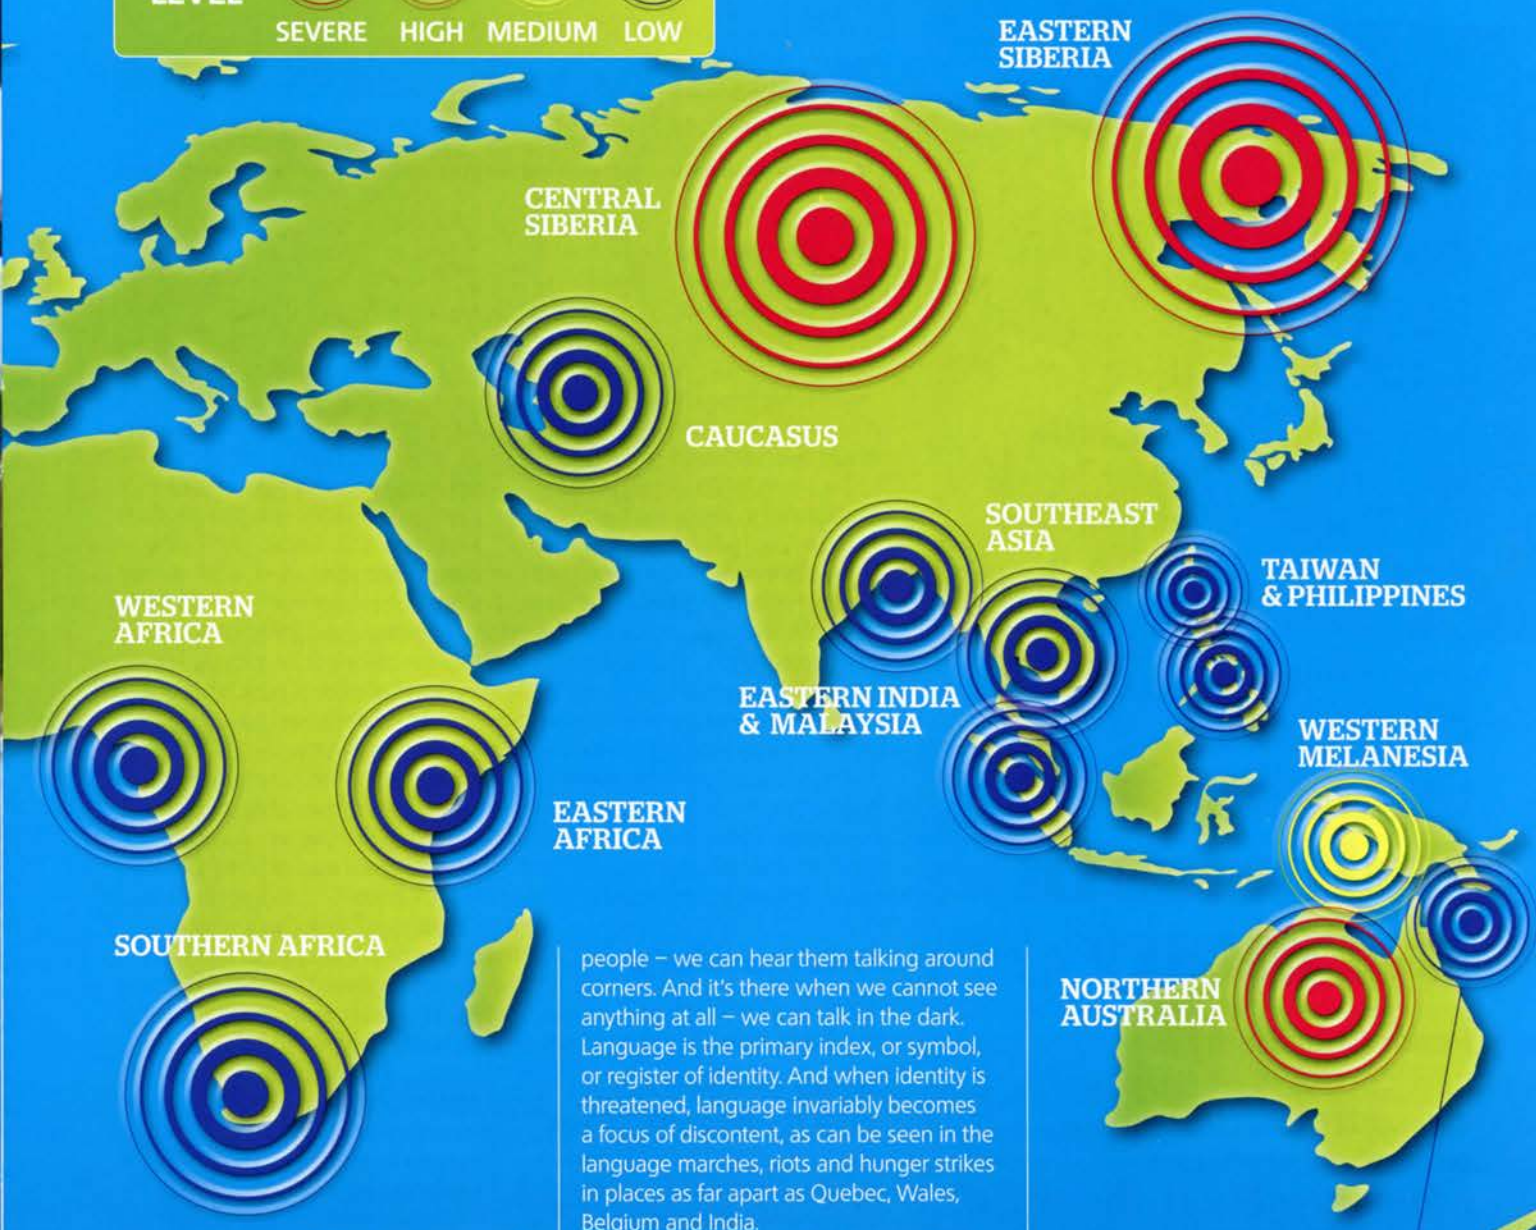 LEVEL
SEVERE HIGH MEDIUM LOW
EASTERN
SIBERIA
CENTRAL
SIBERIA
CAUCASUS
SOUTHEAST
ASIA
TAIWAN
& PHILIPPINES
WESTERN
AFRICA
EASTERN INDIA
& MALAYSIA
WESTERN
MELANESIA
EASTERN
AFRICA
SOUTHERN AFRICA
NORTHERN
AUSTRALIA
people – we can hear them talking around
corners. And it's there when we cannot see
anything at all – we can talk in the dark.
Language is the primary index, or symbol,
or register of identity. And when identity is
threatened, language invariably becomes
a focus of discontent, as can be seen in the
language marches, riots and hunger strikes
in places as far apart as Quebec, Wales,
Belgium and India.